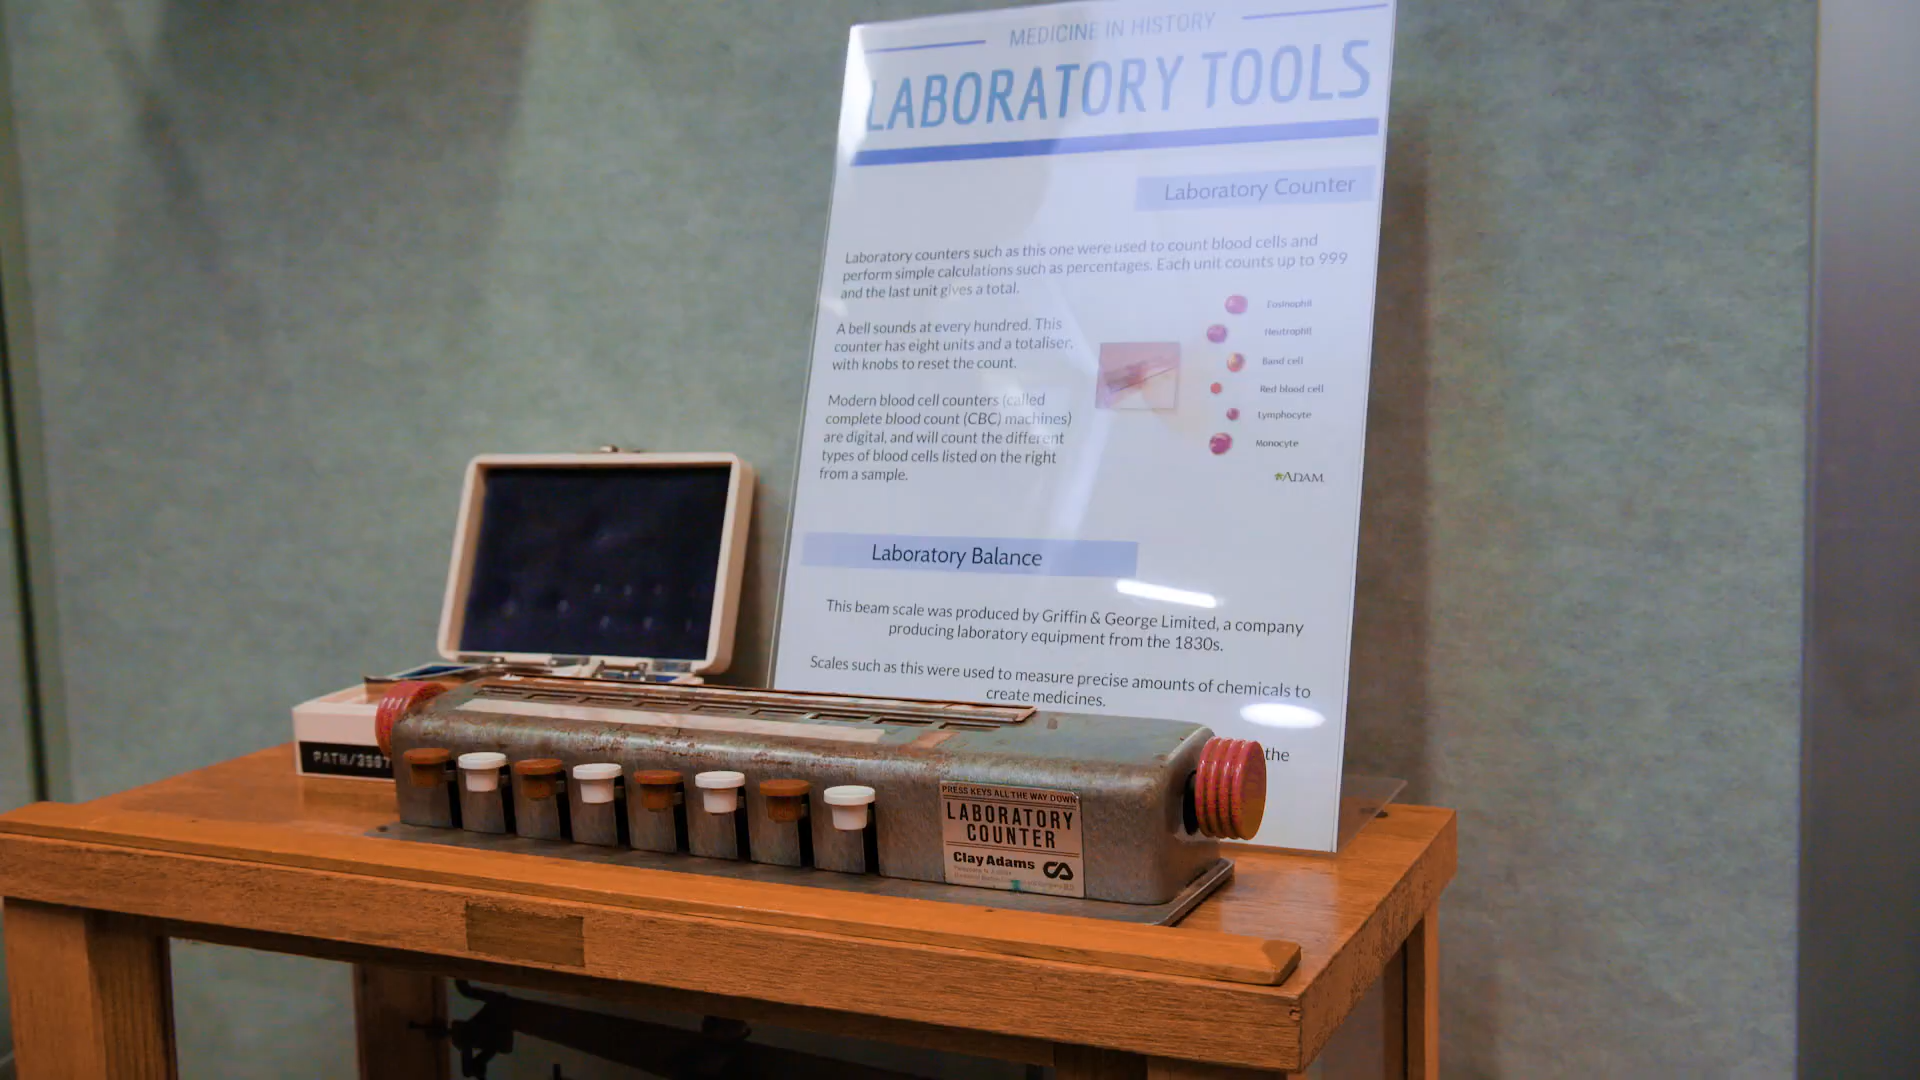 MEDICINE IN HISTORY
LABORATORY TOOLS
Laboratory Counter
Laboratory counters such as this one were used to count blood cells and
perform simple calculations such as percentages. Each unit counts up to 999
and the last unit gives a total.
A bell sounds at every hundred. This
counter has eight units and a totaliser,
with knobs to reset the count.
Modern blood cell counters (called
complete blood count (CBC) machines)
are digital, and will count the different
types of blood cells listed on the right
from a sample.
Eosinophil
Neutrophil
Band cell
Red blood cell
Lymphocyte
Monocyte
ADAM
Laboratory Balance
This beam scale was produced by Griffin & George Limited, a company
producing laboratory equipment from the 1830s.
Scales such as this were used to measure precise amounts of chemicals to
create medicines.
the
PATH/3587
PRESS KEYS ALL THE WAY DOWN
LABORATORY
COUNTER
Clay Adams CA